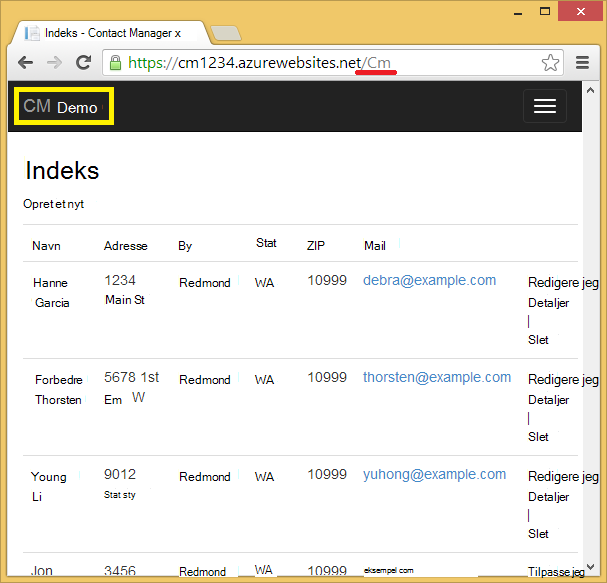 Indeks - Contact Manager x
https://cm1234.azurewebsites.net/Cm
CM Demo
Indeks
Opret et nyt
Navn Adresse By Stat ZIP Mail
Hanne 1234 Redmond WA 10999 debra@example.com Redigere jeg
Garcia Main St Detaljer
|
Slet
Forbedre 5678 1st Redmond WA 10999 thorsten@example.com Redigere jeg
Thorsten Em W Detaljer
|
Slet
Young 9012 Redmond WA 10999 yuhong@example.com Redigere jeg
Li Stat sty Detaljer
|
Slet
Jon 3456 Redmond WA 10999 eksempel com Tilpasse jeg